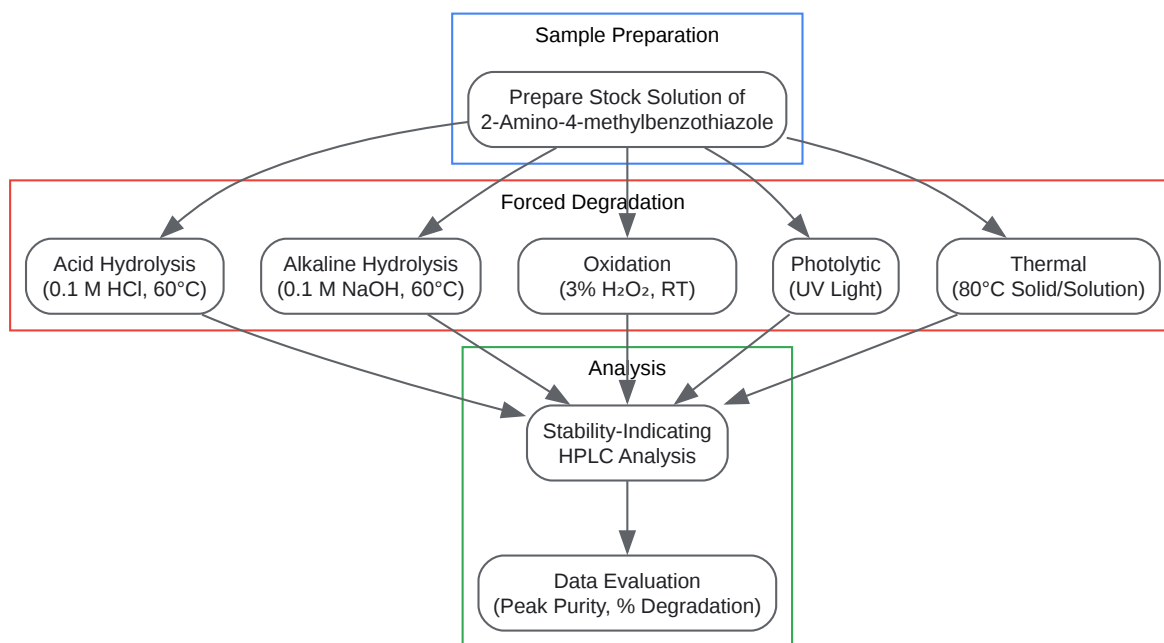 Sample Preparation
Prepare Stock Solution of
2-Amino-4-methylbenzothiazole
Forced Degradation
Acid Hydrolysis
(0.1 M HCl, 60°C)
Alkaline Hydrolysis
(0.1 M NaOH, 60°C)
Oxidation
(3% H₂O₂, RT)
Photolytic
(UV Light)
Thermal
(80°C Solid/Solution)
Analysis
Stability-Indicating
HPLC Analysis
Data Evaluation
(Peak Purity, % Degradation)